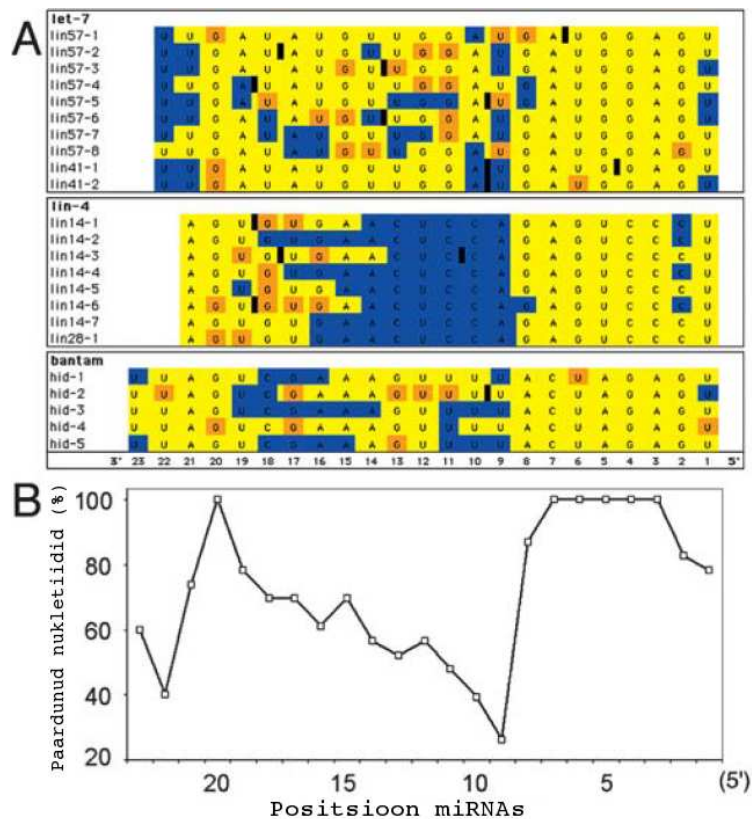 A
let-7
lin57-1 U U G A U A U G U U G G A U G A U G G A G U
lin57-2 U U G A U A U G U U G G A U G A U G G A G U
lin57-3 U U G A U A U G U U G G A U G A U G G A G U
lin57-4 U U G A U A U G U U G G A U G A U G G A G U
lin57-5 U U G A U A U G U U G G A U G A U G G A G U
lin57-6 U U G A U A U G U U G G A U G A U G G A G U
lin57-7 U U G A U A U G U U G G A U G A U G G A G U
lin57-8 U U G A U A U G U U G G A U G A U G G A G U
lin41-1 U U G A U A U G U U G G A U G A U G G A G U
lin41-2 U U G A U A U G U U G G A U G A U G G A G U
lin-4
lin14-1 A G U G U G A A C U C C A G A G U C C C U
lin14-2 A G U G U G A A C U C C A G A G U C C C U
lin14-3 A G U G U G A A C U C C A G A G U C C C U
lin14-4 A G U G U G A A C U C C A G A G U C C C U
lin14-5 A G U G U G A A C U C C A G A G U C C C U
lin14-6 A G U G U G A A C U C C A G A G U C C C U
lin14-7 A G U G U G A A C U C C A G A G U C C C U
lin28-1 A G U G U G A A C U C C A G A G U C C C U
bantam
hid-1 U U A G U C G A A A G U U U U A C U A G A G U
hid-2 U U A G U C G A A A G U U U U A C U A G A G U
hid-3 U U A G U C G A A A G U U U U A C U A G A G U
hid-4 U U A G U C G A A A G U U U U A C U A G A G U
hid-5 U U A G U C G A A A G U U U U A C U A G A G U
3' 23 22 21 20 19 18 17 16 15 14 13 12 11 10 9 8 7 6 5 4 3 2 1 5'
B
Paardunud nukletiidid (%)
100
80
60
40
20
20 15 10 5 (5')
Positsioon miRNAs